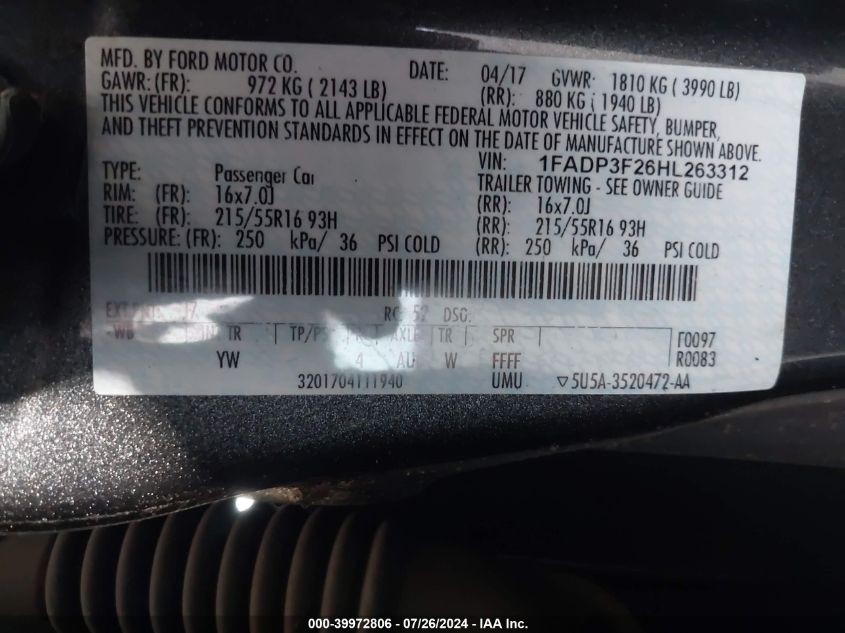 MFD. BY FORD MOTOR CO. DATE: 04/17 GVWR: 1810 KG ( 3990 LB)
GAWR: (FR): 972 KG ( 2143 LB) (RR): 880 KG ( 1940 LB)
THIS VEHICLE CONFORMS TO ALL APPLICABLE FEDERAL MOTOR VEHICLE SAFETY, BUMPER,
AND THEFT PREVENTION STANDARDS IN EFFECT ON THE DATE OF MANUFACTURE SHOWN ABOVE.
VIN: 1FADP3F26HL263312
TYPE: Passenger Car TRAILER TOWING - SEE OWNER GUIDE
RIM: (FR): 16x7.0J (RR): 16x7.0J
TIRE: (FR): 215/55R16 93H (RR): 215/55R16 93H
PRESSURE: (FR): 250 kPa/ 36 PSI COLD (RR): 250 kPa/ 36 PSI COLD
EXT 52 DSO:
WB TR TP/PS AXLE TR SPR F0097
YW 4 W FFFF R0083
3201704111940 UMU ▽5U5A-3520472-AA
000-39972806 - 07/26/2024 - IAA Inc.